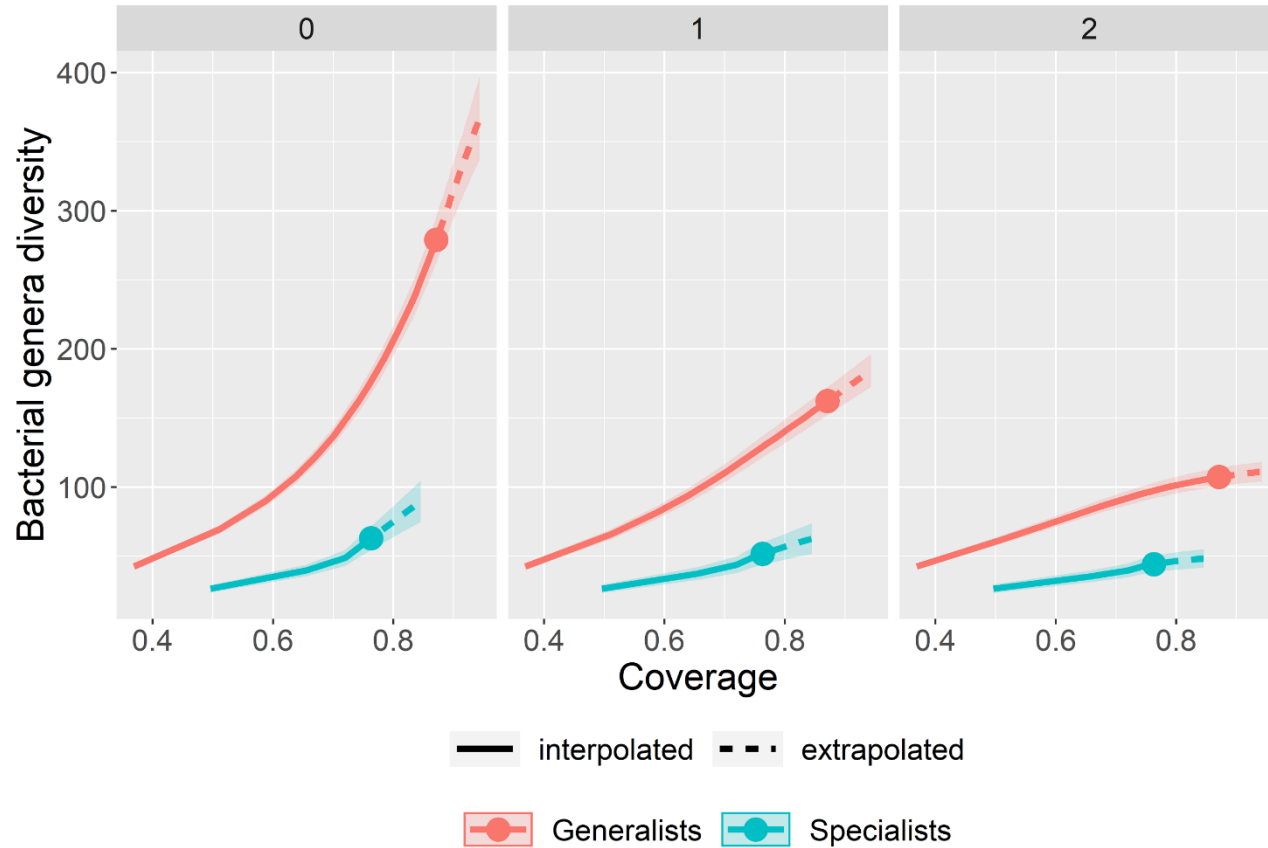 0 1 2
Bacterial genera diversity
400
300
200
100
0.4 0.6 0.8 0.4 0.6 0.8 0.4 0.6 0.8
Coverage
interpolated extrapolated
Generalists Specialists